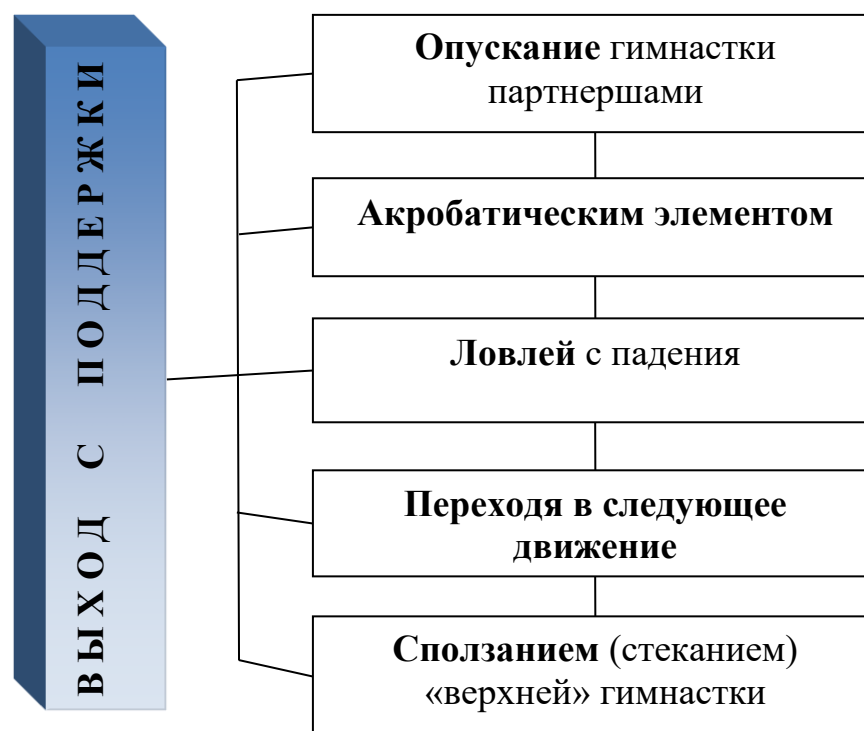 ВЫХОД С ПОДДЕРЖКИ
Опускание гимнастки
партнершами
Акробатическим элементом
Ловлей с падения
Переходя в следующее
движение
Сползанием (стеканием)
«верхней» гимнастки